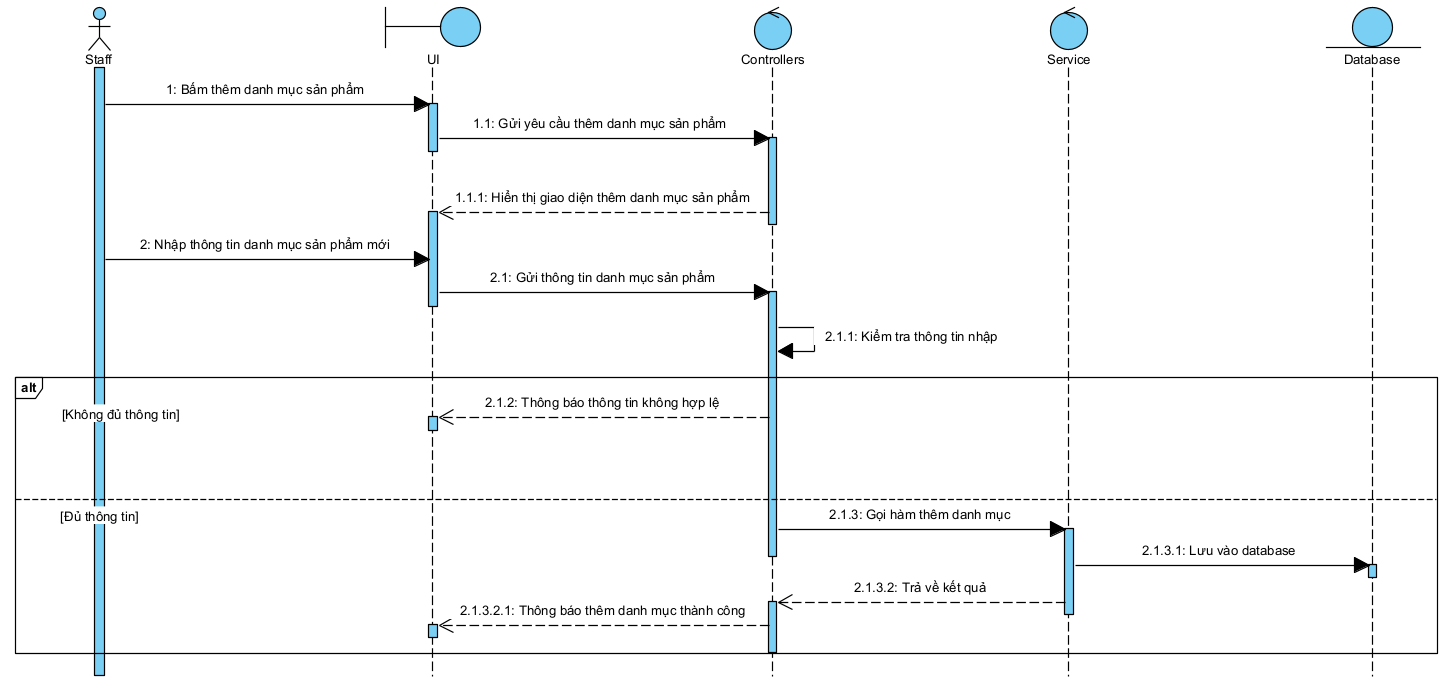 Staff
UI
Controllers
Service
Database
1: Bấm thêm danh mục sản phẩm
1.1: Gửi yêu cầu thêm danh mục sản phẩm
1.1.1: Hiển thị giao diện thêm danh mục sản phẩm
2: Nhập thông tin danh mục sản phẩm mới
2.1: Gửi thông tin danh mục sản phẩm
2.1.1: Kiểm tra thông tin nhập
alt
[Không đủ thông tin]
2.1.2: Thông báo thông tin không hợp lệ
[Đủ thông tin]
2.1.3: Gọi hàm thêm danh mục
2.1.3.1: Lưu vào database
2.1.3.2: Trả về kết quả
2.1.3.2.1: Thông báo thêm danh mục thành công